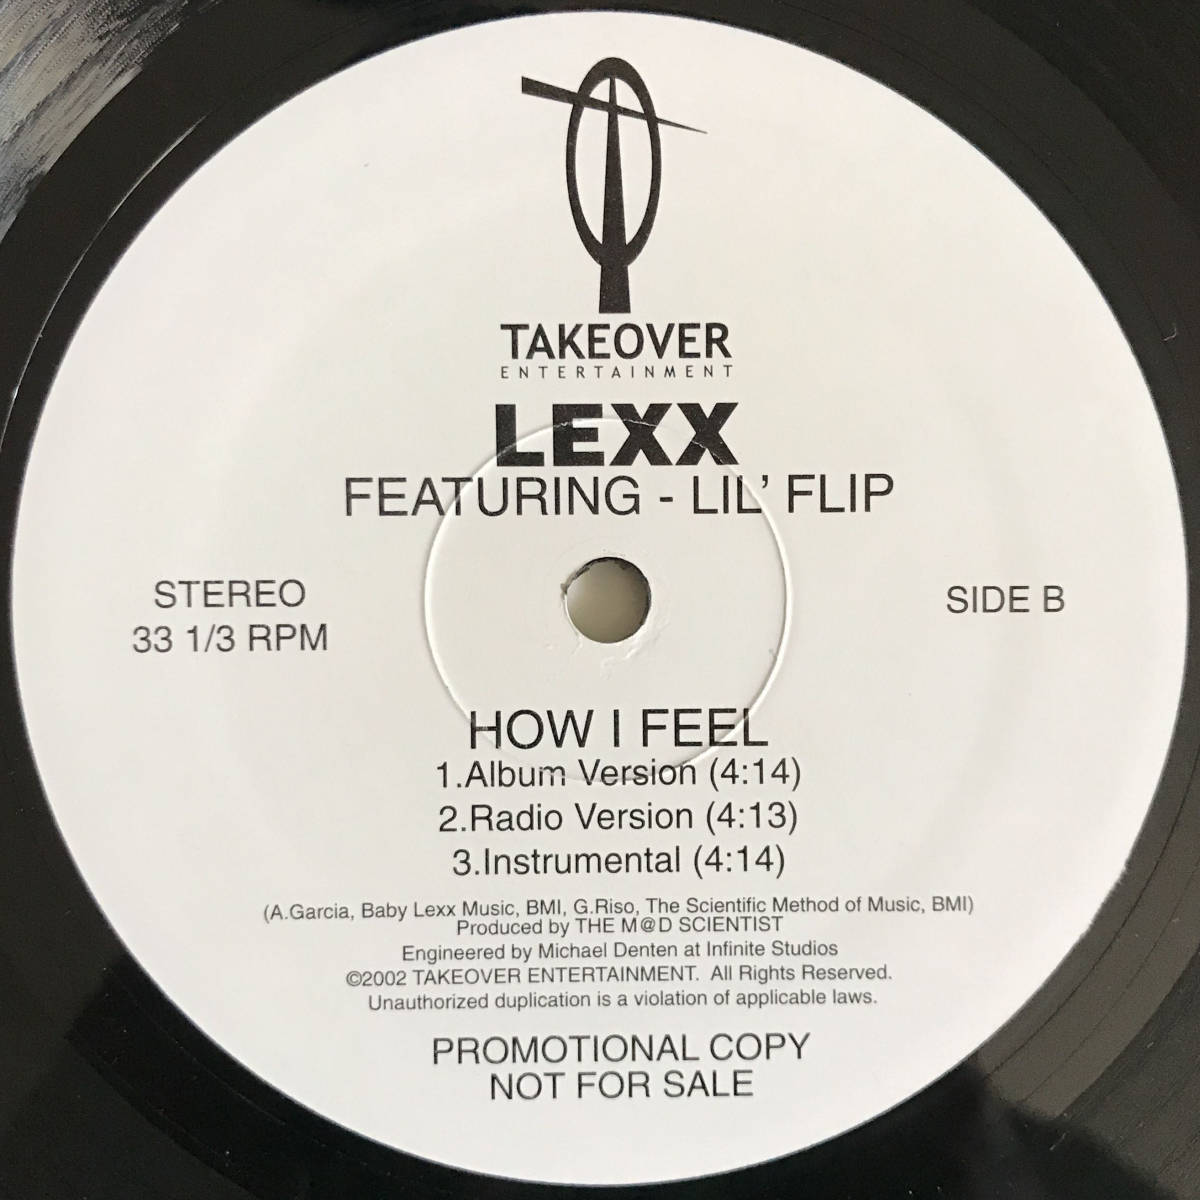 TAKEOVER
ENTERTAINMENT
LEXX
FEATURING - LIL' FLIP
STEREO
33 1/3 RPM
SIDE B
HOW I FEEL
1.Album Version (4:14)
2.Radio Version (4:13)
3.Instrumental (4:14)
(A.Garcia, Baby Lexx Music, BMI, G.Riso, The Scientific Method of Music, BMI)
Produced by THE M@D SCIENTIST
Engineered by Michael Denten at Infinite Studios
©2002 TAKEOVER ENTERTAINMENT. All Rights Reserved.
Unauthorized duplication is a violation of applicable laws.
PROMOTIONAL COPY
NOT FOR SALE